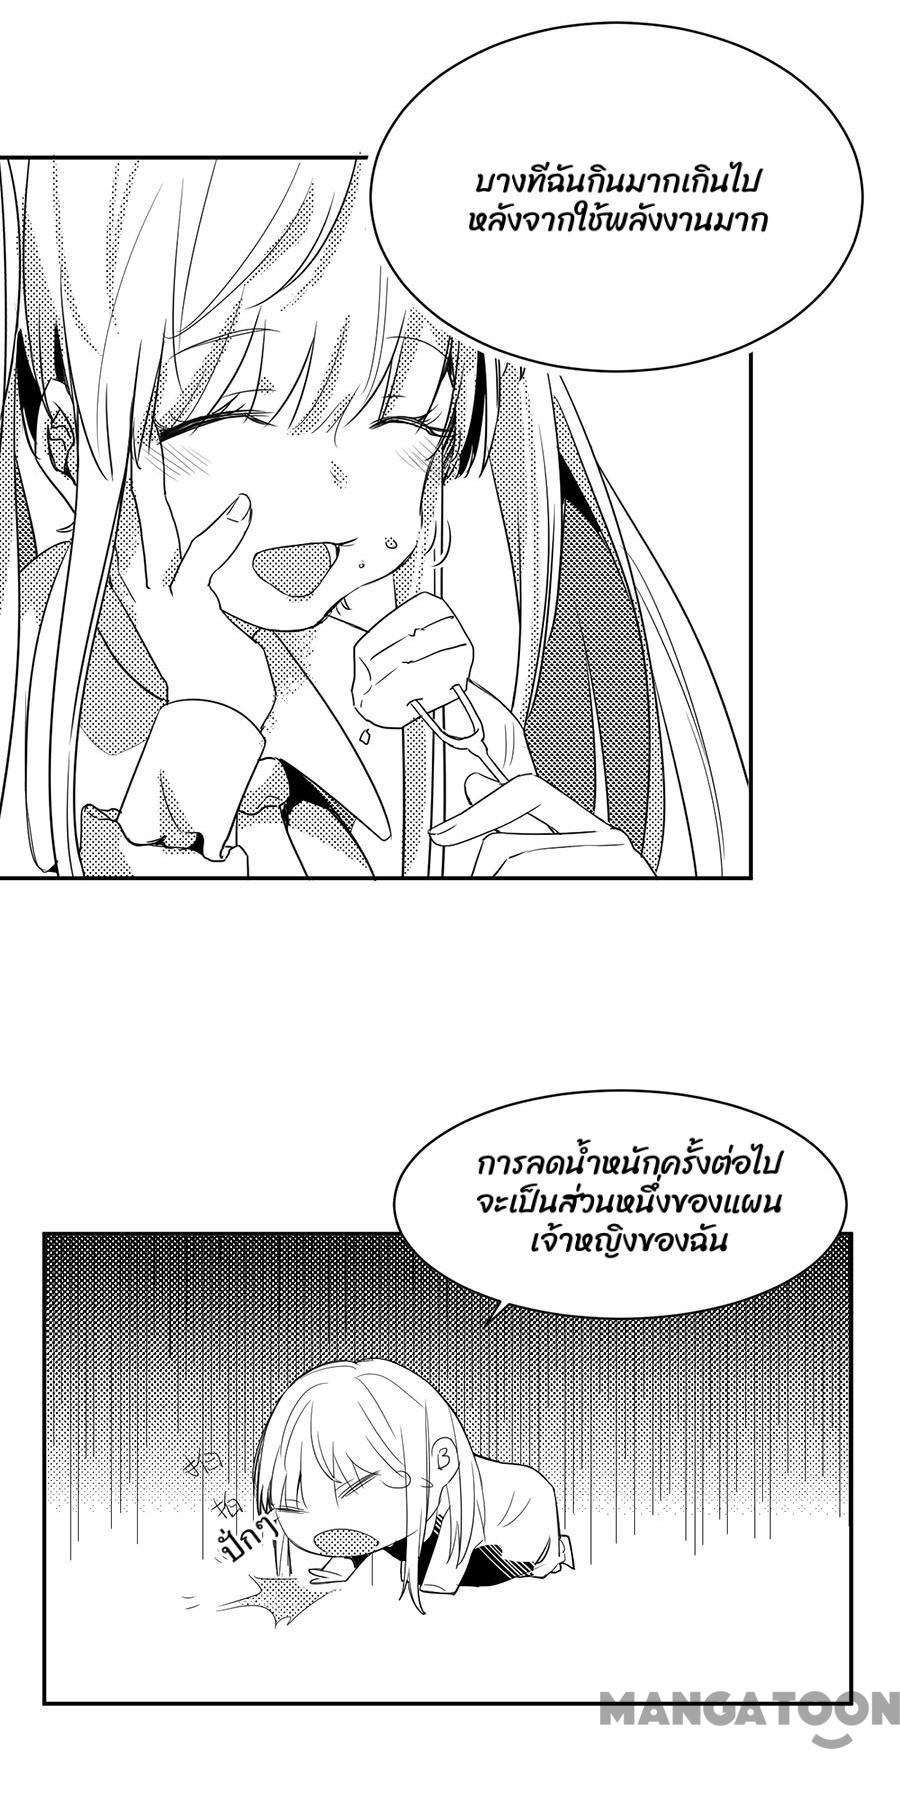 บางทีฉันกินมากเกินไป
หลังจากใช้พลังงานมาก
การลดน้ำหนักครั้งต่อไป
จะเป็นส่วนหนึ่งของแผน
เจ้าหญิงของฉัน
拍
拍
ปั่กๆ
MANGATOON